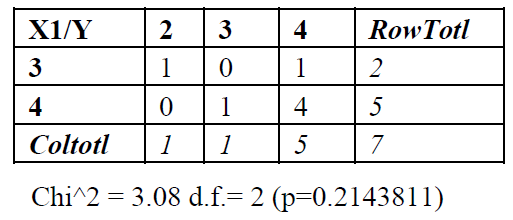 X1/Y 2 3 4 RowTotl
3 1 0 1 2
4 0 1 4 5
Coltotl 1 1 5 7
Chi^2 = 3.08 d.f.= 2 (p=0.2143811)